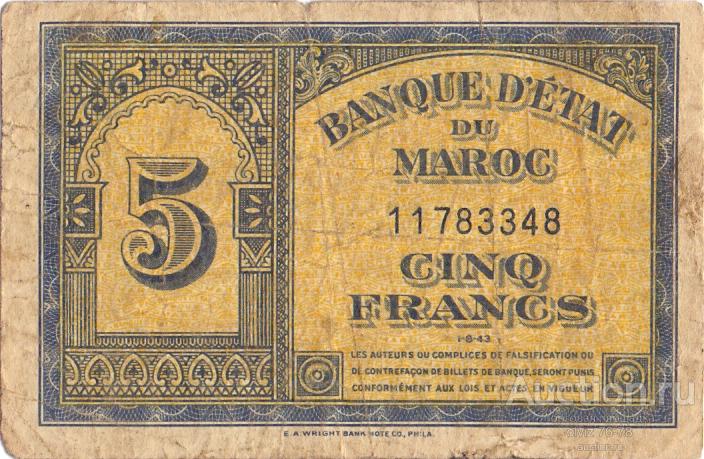 BANQUE D'ÉTAT
DU
MAROC
5
11783348
CINQ
FRANCS
1-8-43
LES AUTEURS OU COMPLICES DE FALSIFICATION OU
DE CONTREFAÇON DE BILLETS DE BANQUE, SERONT PUNIS
CONFORMÉMENT AUX LOIS ET ACTES EN VIGUEUR
E.A.WRIGHT BANK NOTE CO., PHILA.
Auction.ru